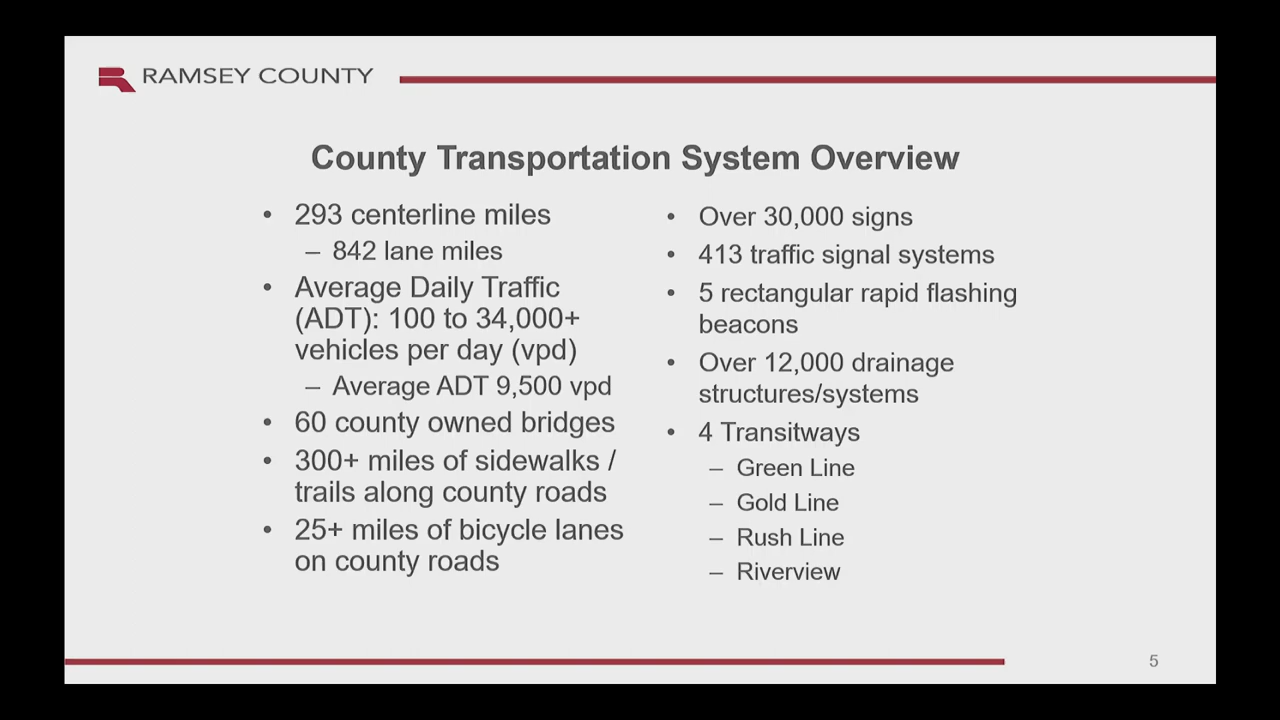 RAMSEY COUNTY
County Transportation System Overview
• 293 centerline miles
– 842 lane miles
• Average Daily Traffic
(ADT): 100 to 34,000+
vehicles per day (vpd)
– Average ADT 9,500 vpd
• 60 county owned bridges
• 300+ miles of sidewalks /
trails along county roads
• 25+ miles of bicycle lanes
on county roads
• Over 30,000 signs
• 413 traffic signal systems
• 5 rectangular rapid flashing
beacons
• Over 12,000 drainage
structures/systems
• 4 Transitways
– Green Line
– Gold Line
– Rush Line
– Riverview
5